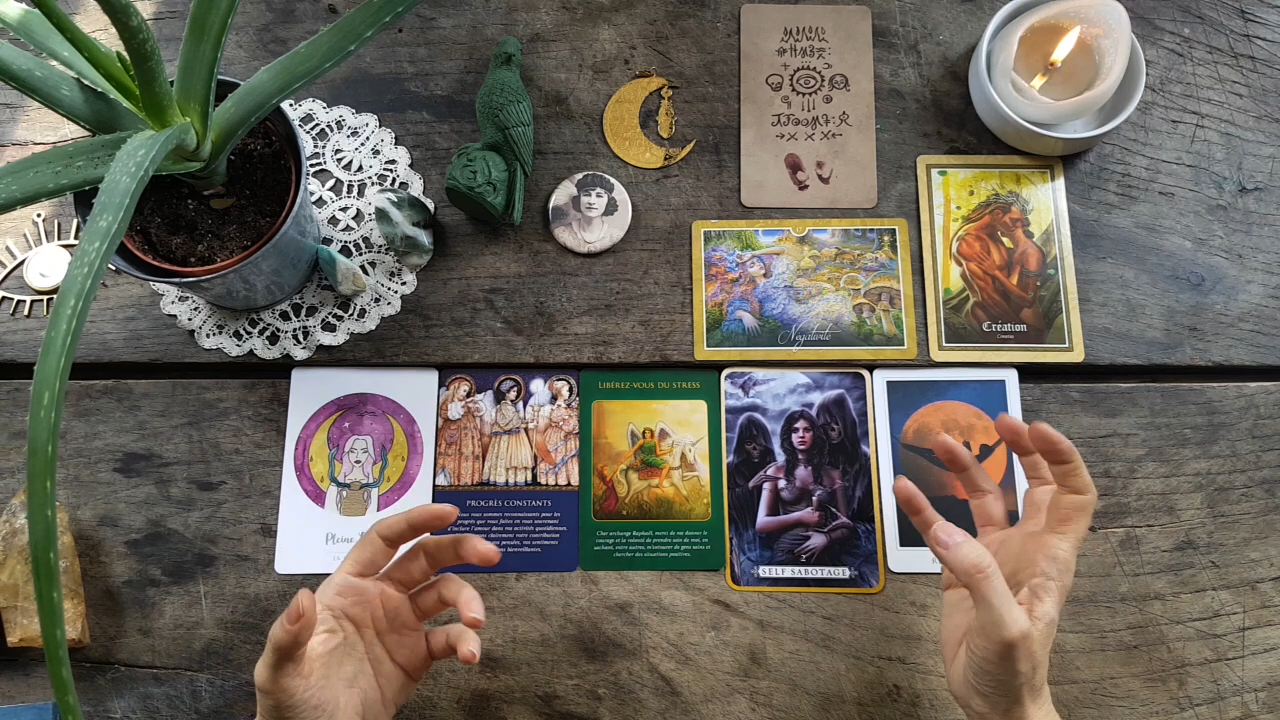 Négativité
Création
LIBÉREZ-VOUS DU STRESS
Pleine
PROGRÈS CONSTANTS
nous vous sommes reconnaissants pour les
progrès que vous faites en vous souvenant
d'inclure l'amour dans vos activités quotidiennes.
clairement votre contribution
pensées, vos sentiments
bienveillantes.
Cher archange Raphaël, merci de me donner le
courage et la volonté de prendre soin de moi, en
sachant, entre autres, m'entourer de gens sains et
chercher des situations positives.
2
SELF SABOTAGE